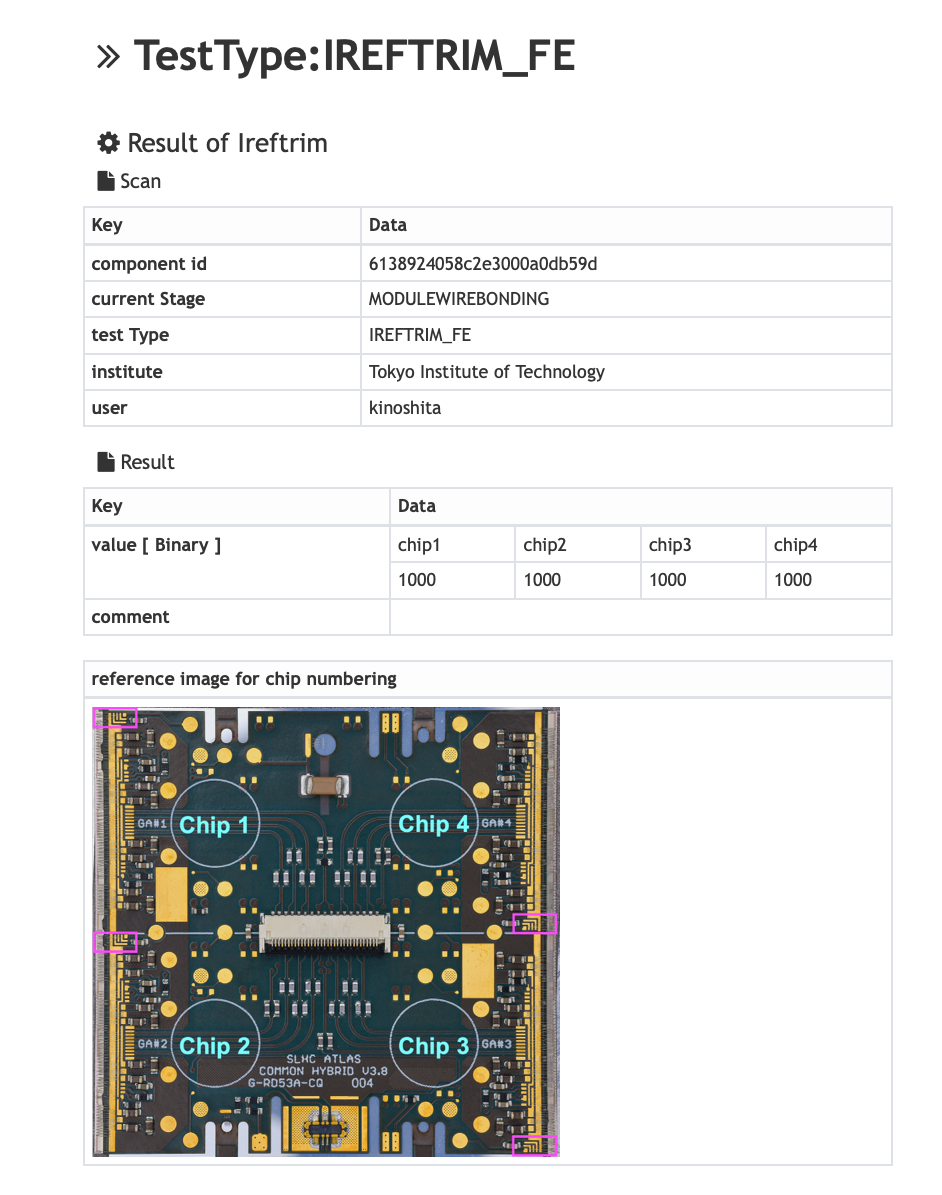 TestType:IREFTRIM_FE
Result of Ireftrim
Scan
Key Data
component id 6138924058c2e3000a0db59d
current Stage MODULEWIREBONDING
test Type IREFTRIM_FE
institute Tokyo Institute of Technology
user kinoshita
Result
Key Data
value [ Binary ] chip1 chip2 chip3 chip4
1000 1000 1000 1000
comment
reference image for chip numbering
GA#1 Chip 1 Chip 4 GA#4
GA#2 Chip 2 Chip 3 GA#3
SLHC ATLAS
COMMON HYBRID V3.8
G-RD53A-CQ 004